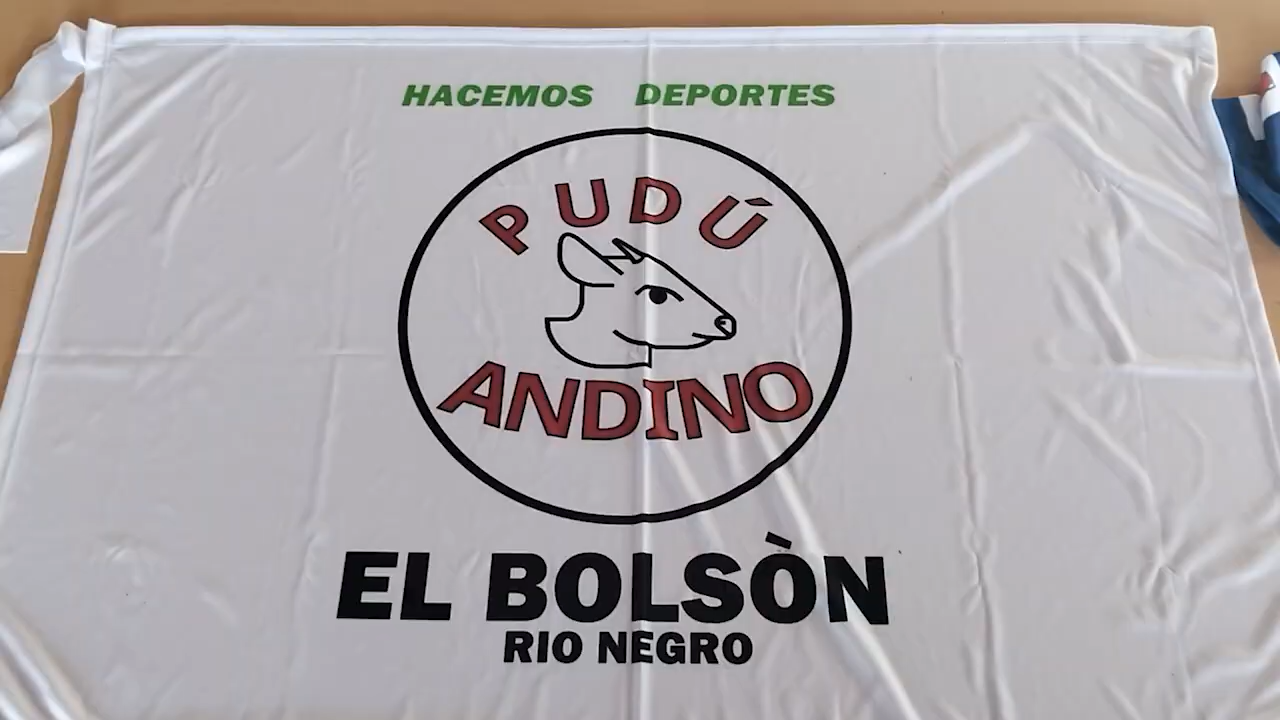 HACEMOS DEPORTES
PUDÚ
ANDINO
EL BOLSÒN
RIO NEGRO